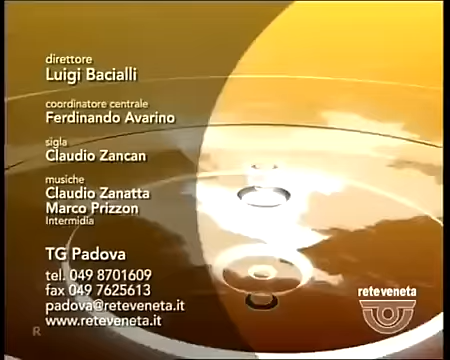 direttore
Luigi Bacialli
coordinatore centrale
Ferdinando Avarino
sigla
Claudio Zancan
musiche
Claudio Zanatta
Marco Prizzon
Intermidia
TG Padova
tel. 049 8701609
fax 049 7625613
padova@reteveneta.it
www.reteveneta.it
reteveneta
R